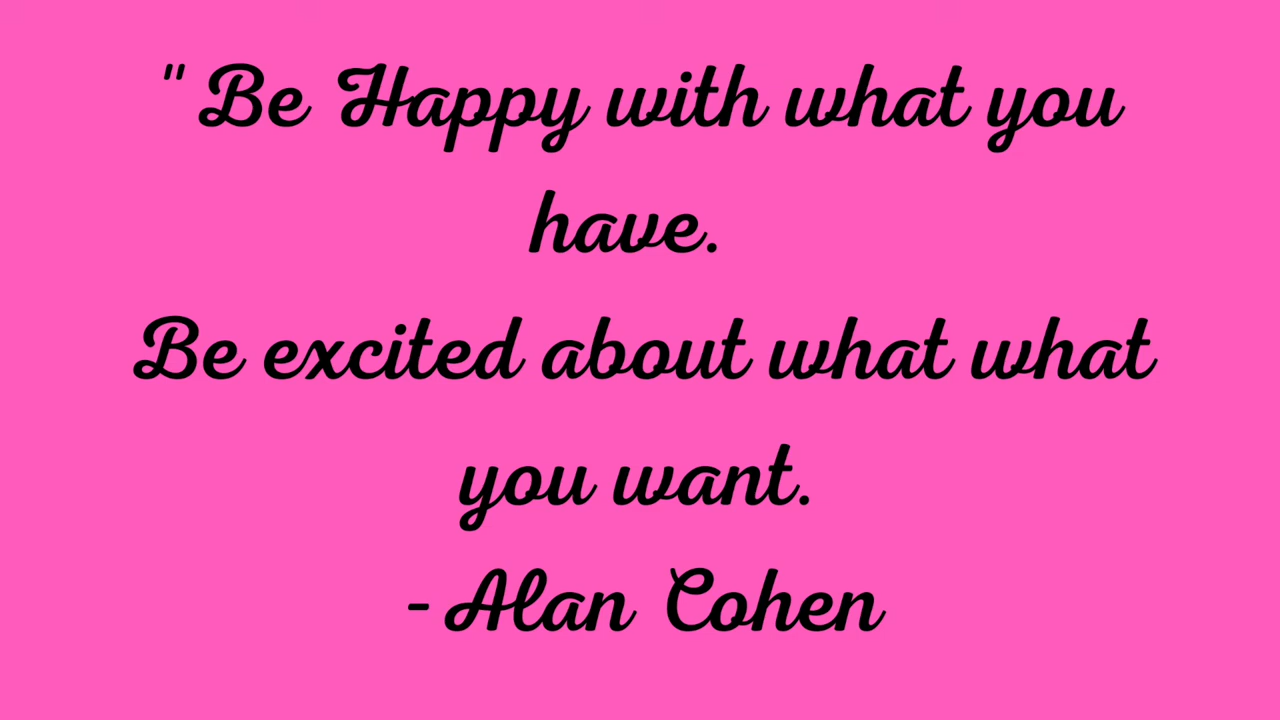 " Be Happy with what you
have.
Be excited about what what
you want.
- Alan Cohen